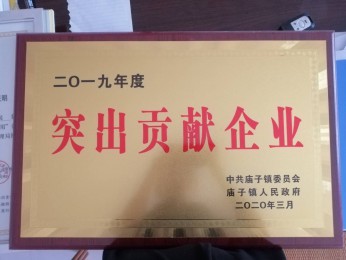 二〇一九年度
突出贡献企业
中共庙子镇委员会
庙子镇人民政府
二〇二〇年三月